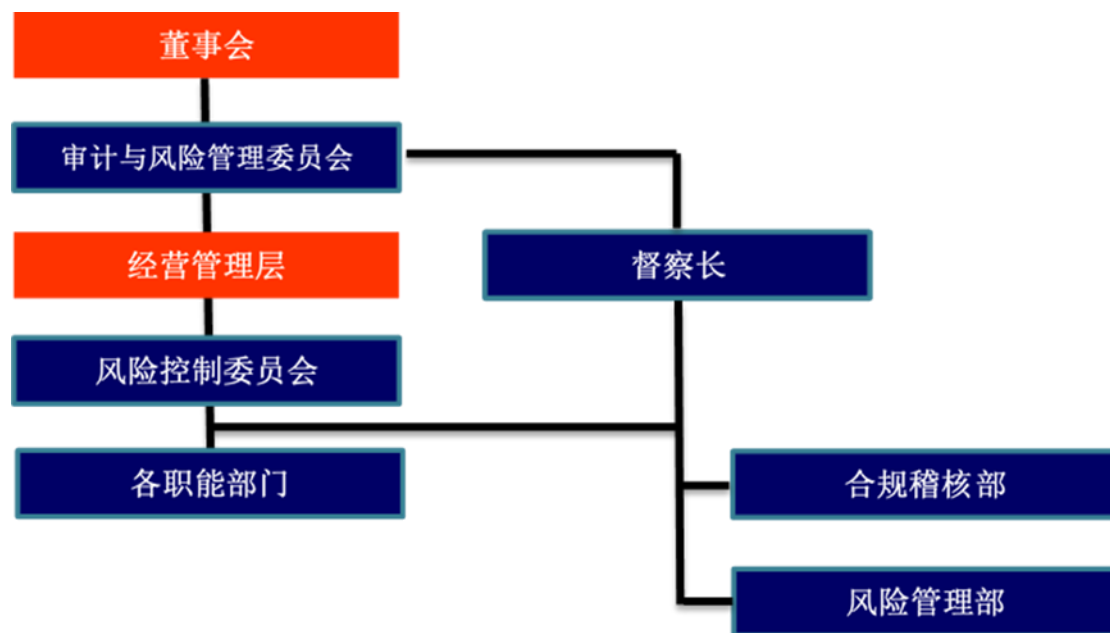 董事会
审计与风险管理委员会
经营管理层
督察长
风险控制委员会
各职能部门
合规稽核部
风险管理部